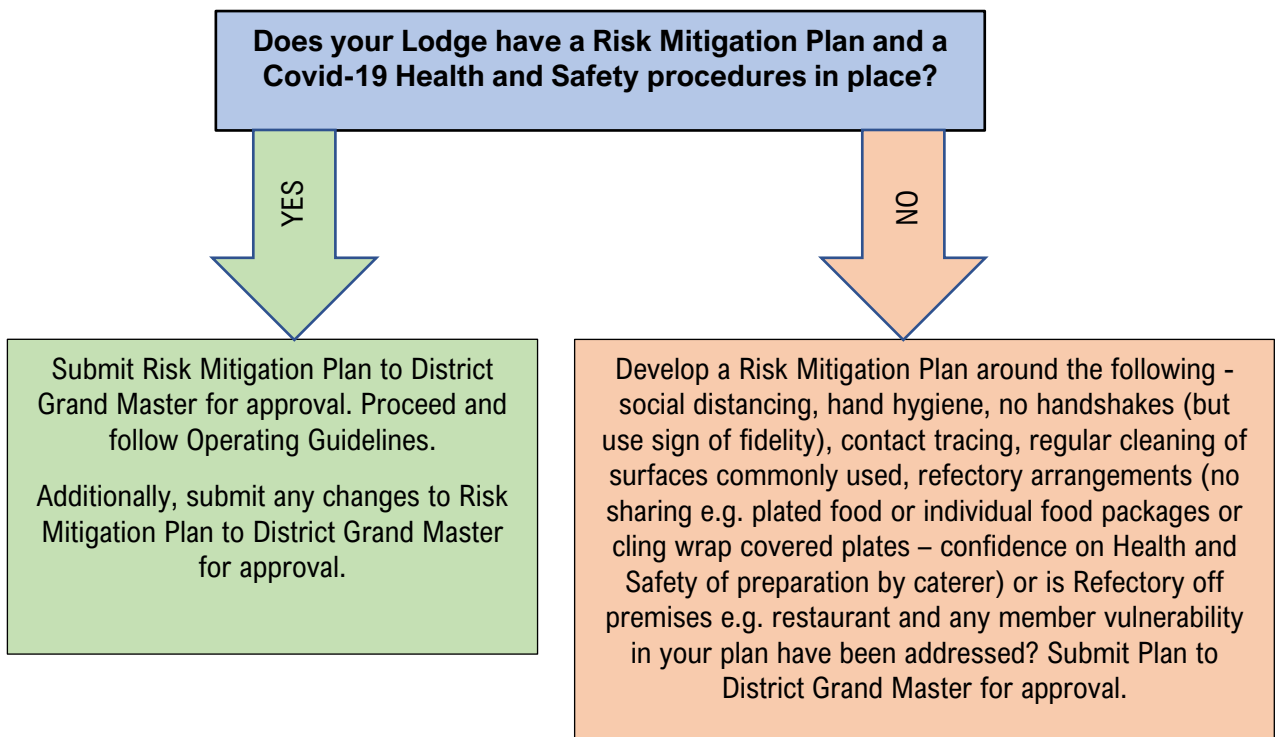 Does your Lodge have a Risk Mitigation Plan and a
Covid-19 Health and Safety procedures in place?
YES
NO
Submit Risk Mitigation Plan to District
Grand Master for approval. Proceed and
follow Operating Guidelines.
Additionally, submit any changes to Risk
Mitigation Plan to District Grand Master
for approval.
Develop a Risk Mitigation Plan around the following -
social distancing, hand hygiene, no handshakes (but
use sign of fidelity), contact tracing, regular cleaning of
surfaces commonly used, refectory arrangements (no
sharing e.g. plated food or individual food packages or
cling wrap covered plates – confidence on Health and
Safety of preparation by caterer) or is Refectory off
premises e.g. restaurant and any member vulnerability
in your plan have been addressed? Submit Plan to
District Grand Master for approval.